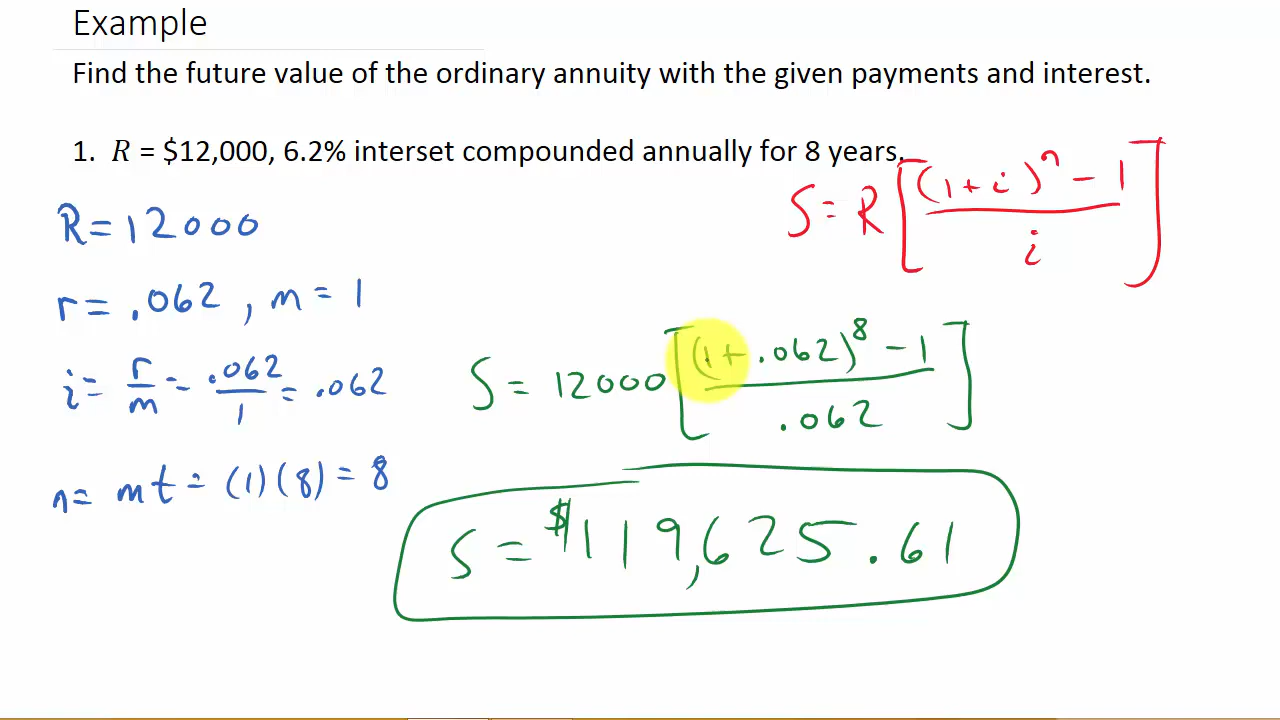 Example
Find the future value of the ordinary annuity with the given payments and interest.
1. R = $12,000, 6.2% interset compounded annually for 8 years.
S = R [ ((1 + i)^n - 1) / i ]
R = 12000
r = .062 , m = 1
i = r/m = .062/1 = .062
n = mt = (1)(8) = 8
S = 12000 [ ((1 + .062)^8 - 1) / .062 ]
S = $119,625.61